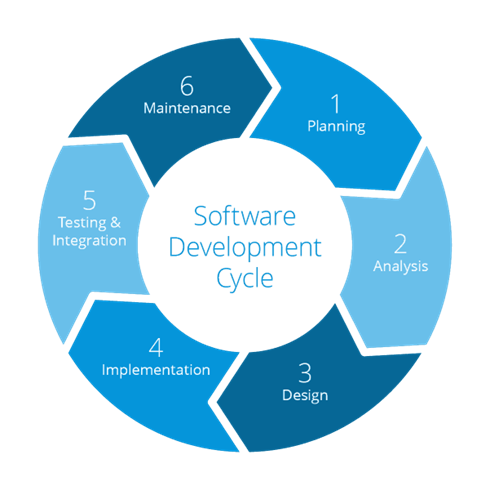 Software
Development
Cycle
1
Planning
2
Analysis
3
Design
4
Implementation
5
Testing &
Integration
6
Maintenance